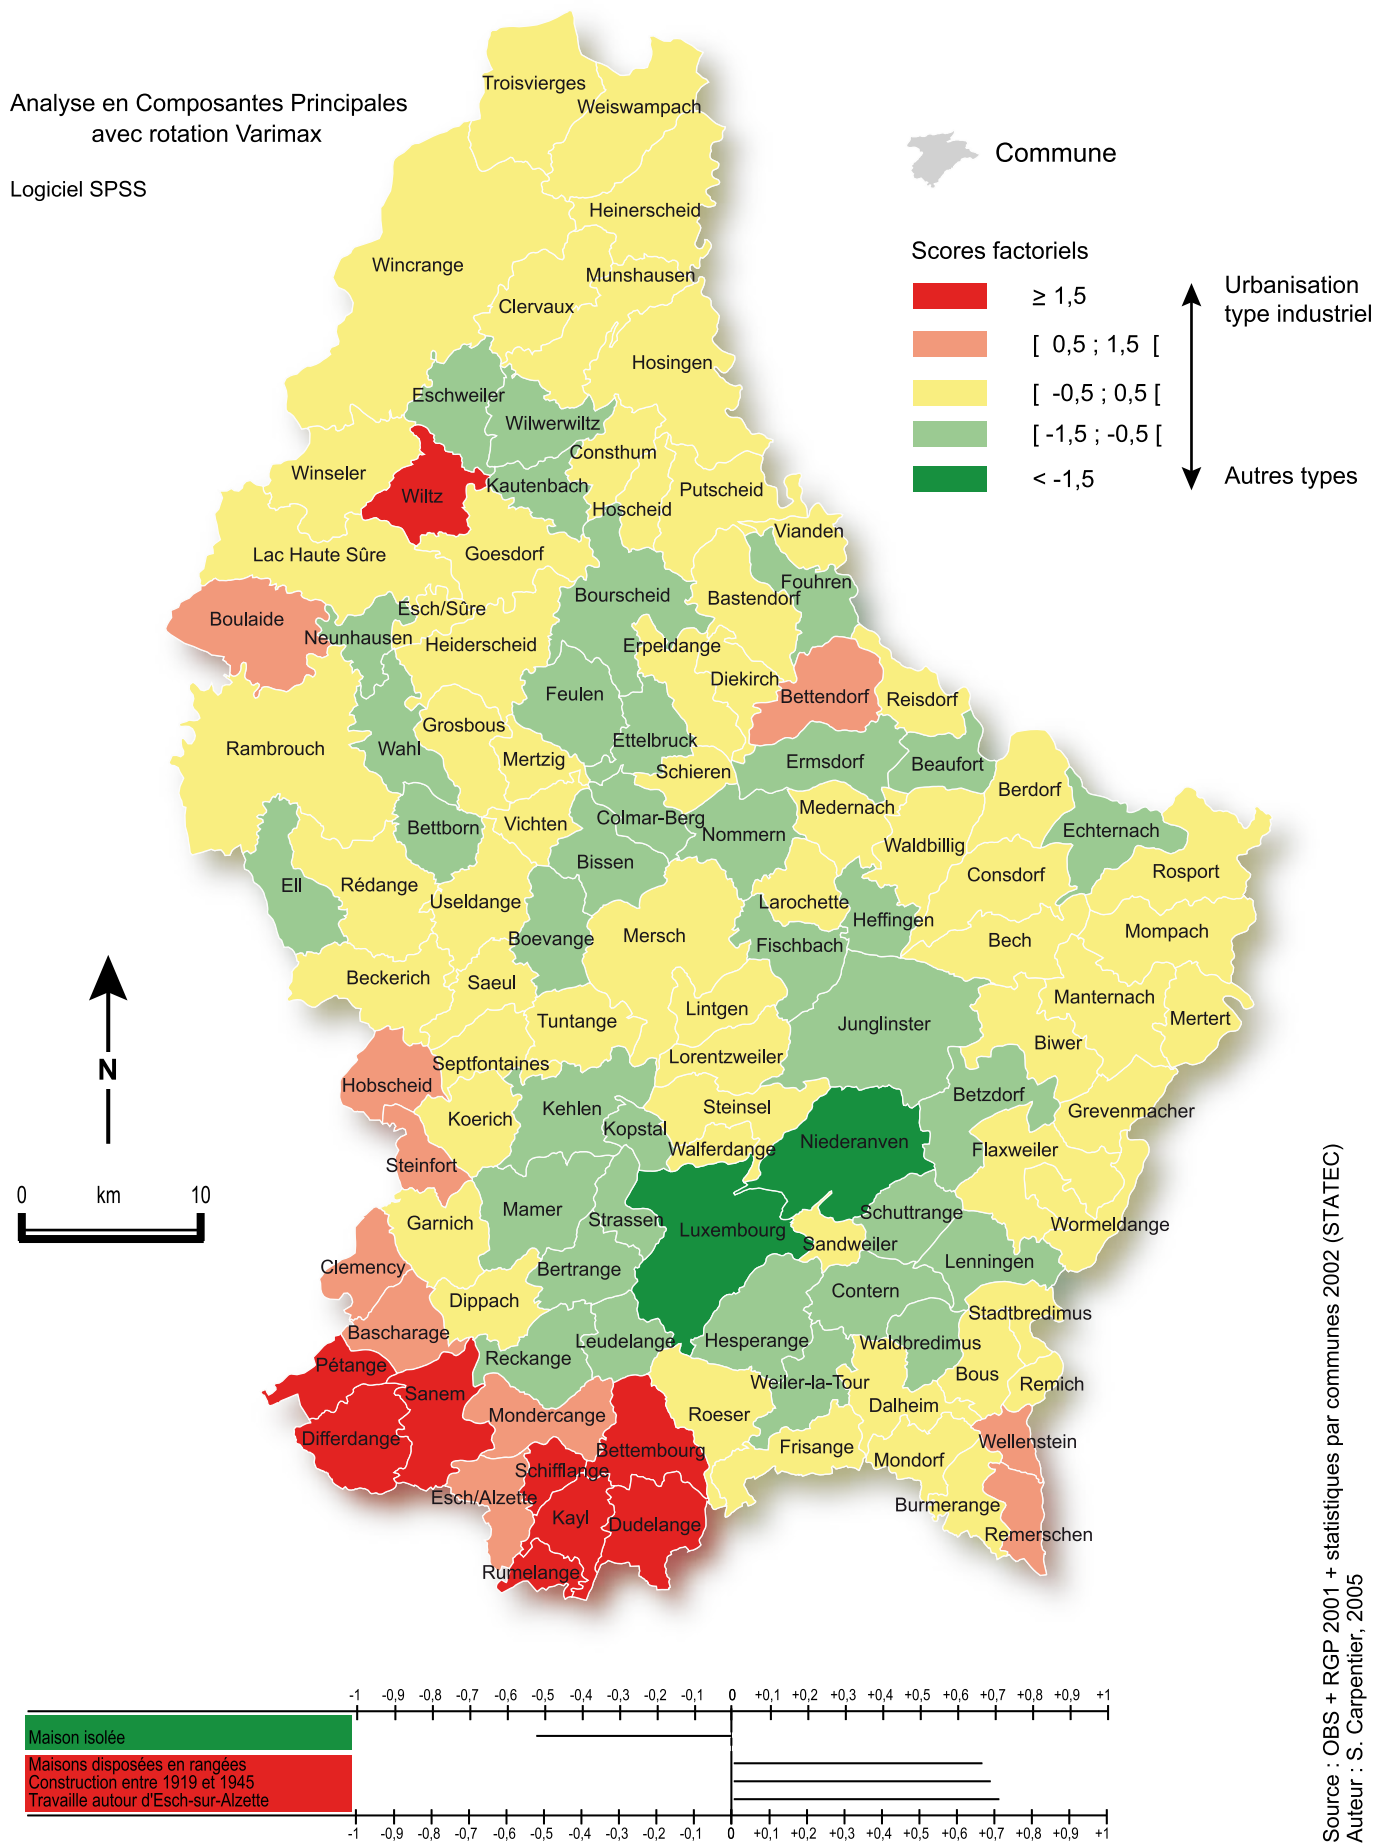 Analyse en Composantes Principales
avec rotation Varimax
Logiciel SPSS
Commune
Scores factoriels
≥ 1,5
[ 0,5 ; 1,5 [
[ -0,5 ; 0,5 [
[ -1,5 ; -0,5 [
< -1,5
Urbanisation
type industriel
Autres types
Troisvierges
Weiswampach
Heinerscheid
Wincrange
Munshausen
Clervaux
Hosingen
Eschweiler
Wilwerwiltz
Consthum
Winseler
Wiltz
Kautenbach
Putscheid
Hoscheid
Vianden
Lac Haute Sûre
Goesdorf
Fouhren
Bourscheid
Bastendorf
Esch/Sûre
Boulaide
Neunhausen
Heiderscheid
Erpeldange
Diekirch
Feulen
Bettendorf
Reisdorf
Grosbous
Rambrouch
Wahl
Ettelbruck
Mertzig
Schieren
Ermsdorf
Beaufort
Berdorf
Medernach
Colmar-Berg
Vichten
Bettborn
Nommern
Echternach
Waldbillig
Bissen
Rosport
Consdorf
Ell
Rédange
Useldange
Larochette
Heffingen
Mompach
Boevange
Mersch
Fischbach
Bech
Beckerich
Saeul
Manternach
Lintgen
Mertert
Tuntange
Junglinster
Biwer
Lorentzweiler
Septfontaines
Hobscheid
Betzdorf
Steinsel
Kehlen
Grevenmacher
Koerich
Kopstal
Niederanven
Walferdange
Flaxweiler
Steinfort
Mamer
Schuttrange
Strassen
Garnich
Wormeldange
Luxembourg
Sandweiler
Lenningen
Clemency
Bertrange
Contern
Dippach
Stadtbredimus
Bascharage
Leudelange
Hesperange
Waldbredimus
Reckange
Pétange
Bous
Weiler-la-Tour
Remich
Sanem
Dalheim
Mondercange
Roeser
Differdange
Wellenstein
Frisange
Bettembourg
Mondorf
Schifflange
Esch/Alzette
Burmerange
Kayl
Dudelange
Remerschen
Rumelange
N
0 km 10
-1 -0,9 -0,8 -0,7 -0,6 -0,5 -0,4 -0,3 -0,2 -0,1 0 +0,1 +0,2 +0,3 +0,4 +0,5 +0,6 +0,7 +0,8 +0,9 +1
Maison isolée
Maisons disposées en rangées
Construction entre 1919 et 1945
Travaille autour d'Esch-sur-Alzette
-1 -0,9 -0,8 -0,7 -0,6 -0,5 -0,4 -0,3 -0,2 -0,1 0 +0,1 +0,2 +0,3 +0,4 +0,5 +0,6 +0,7 +0,8 +0,9 +1
Source : OBS + RGP 2001 + statistiques par communes 2002 (STATEC)
Auteur : S. Carpentier, 2005